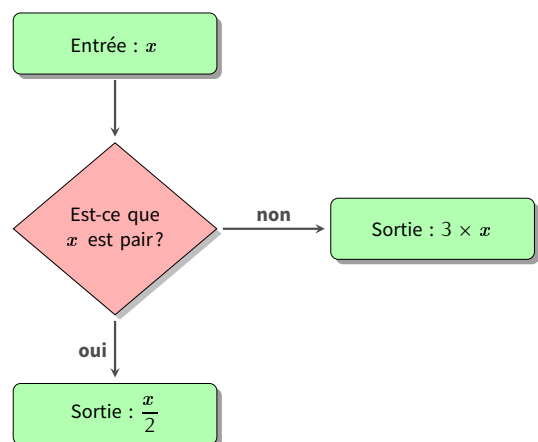 Entrée : x
Est-ce que
x est pair?
non
Sortie : 3 × x
oui
Sortie : x/2